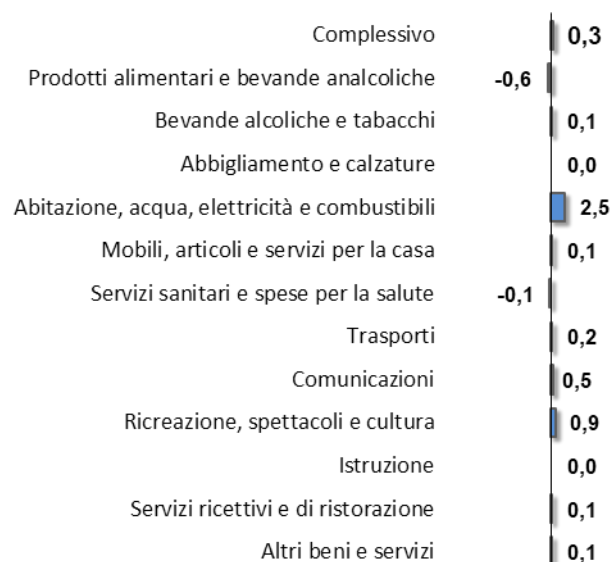 Complessivo 0,3
Prodotti alimentari e bevande analcoliche -0,6
Bevande alcoliche e tabacchi 0,1
Abbigliamento e calzature 0,0
Abitazione, acqua, elettricità e combustibili 2,5
Mobili, articoli e servizi per la casa 0,1
Servizi sanitari e spese per la salute -0,1
Trasporti 0,2
Comunicazioni 0,5
Ricreazione, spettacoli e cultura 0,9
Istruzione 0,0
Servizi ricettivi e di ristorazione 0,1
Altri beni e servizi 0,1